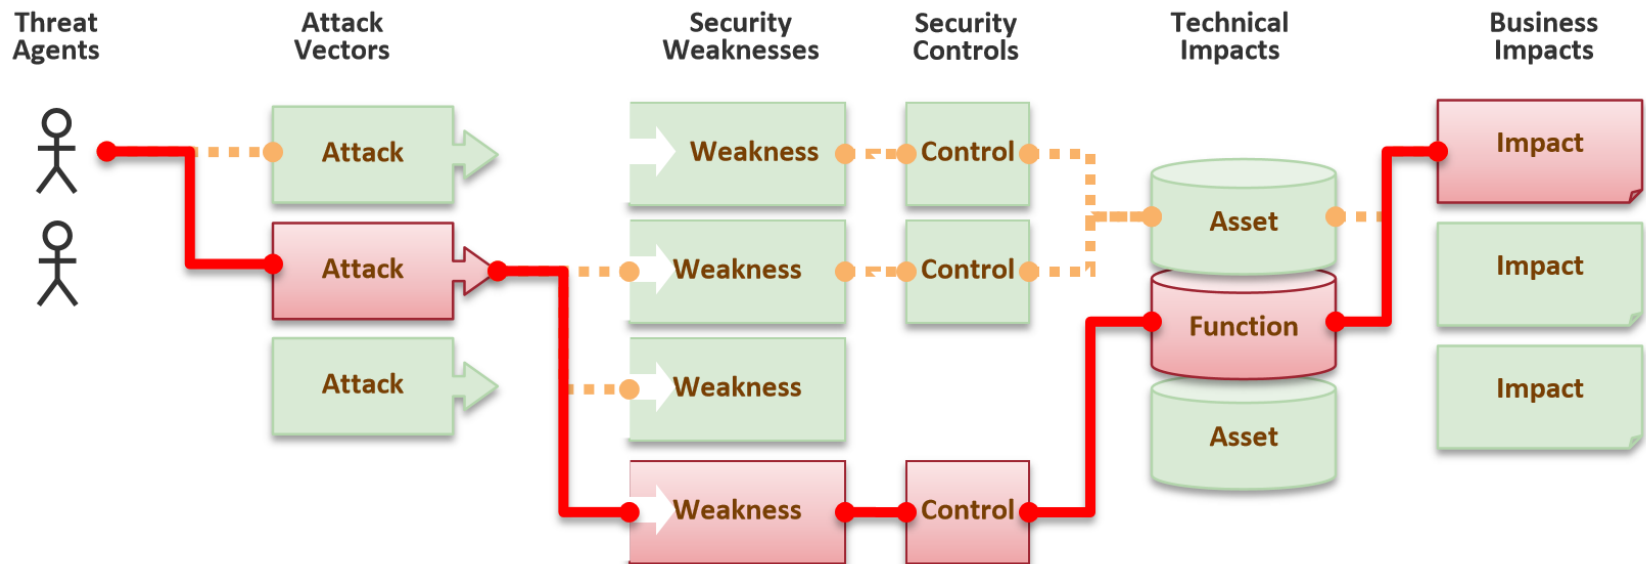 Threat
Agents
Attack
Vectors
Security
Weaknesses
Security
Controls
Technical
Impacts
Business
Impacts
Attack
Weakness
Control
Impact
Asset
Attack
Weakness
Control
Impact
Function
Attack
Weakness
Impact
Asset
Weakness
Control